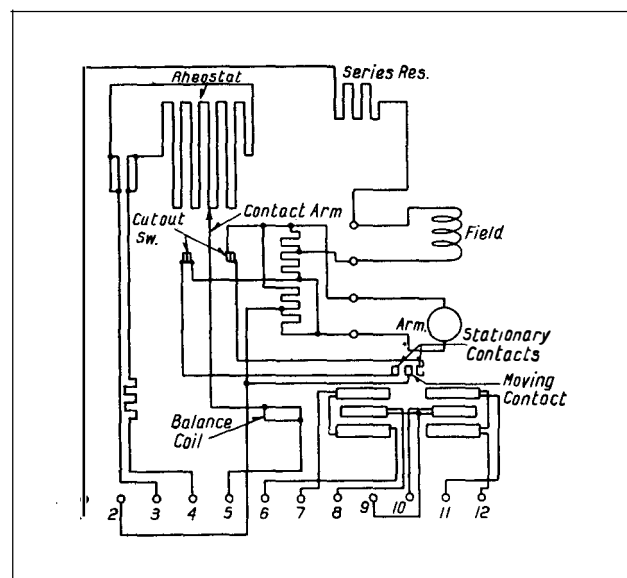 Rheostat
Series Res.
Contact Arm
Cutout
Sw.
Field
Arm.
Stationary
Contacts
Moving
Contact
Balance
Coil
2 3 4 5 6 7 8 9 10 11 12